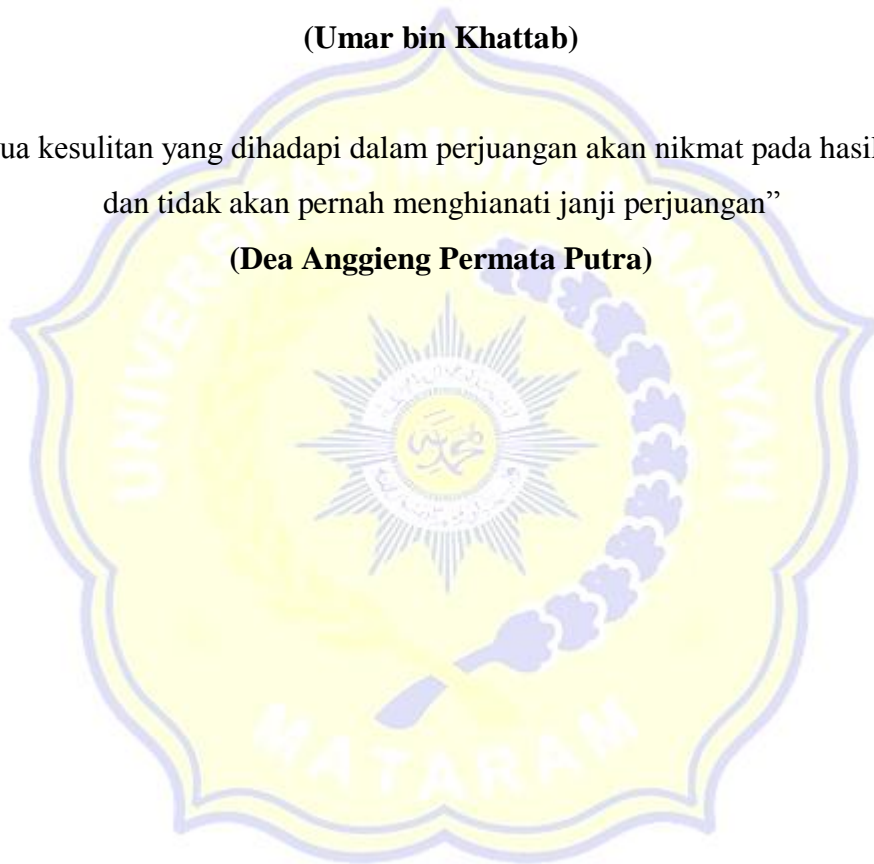 (Umar bin Khattab)
ua kesulitan yang dihadapi dalam perjuangan akan nikmat pada hasil
dan tidak akan pernah menghianati janji perjuangan”
(Dea Anggieng Permata Putra)
UNIVERSITAS MUHAMMADIYAH
MATARAM